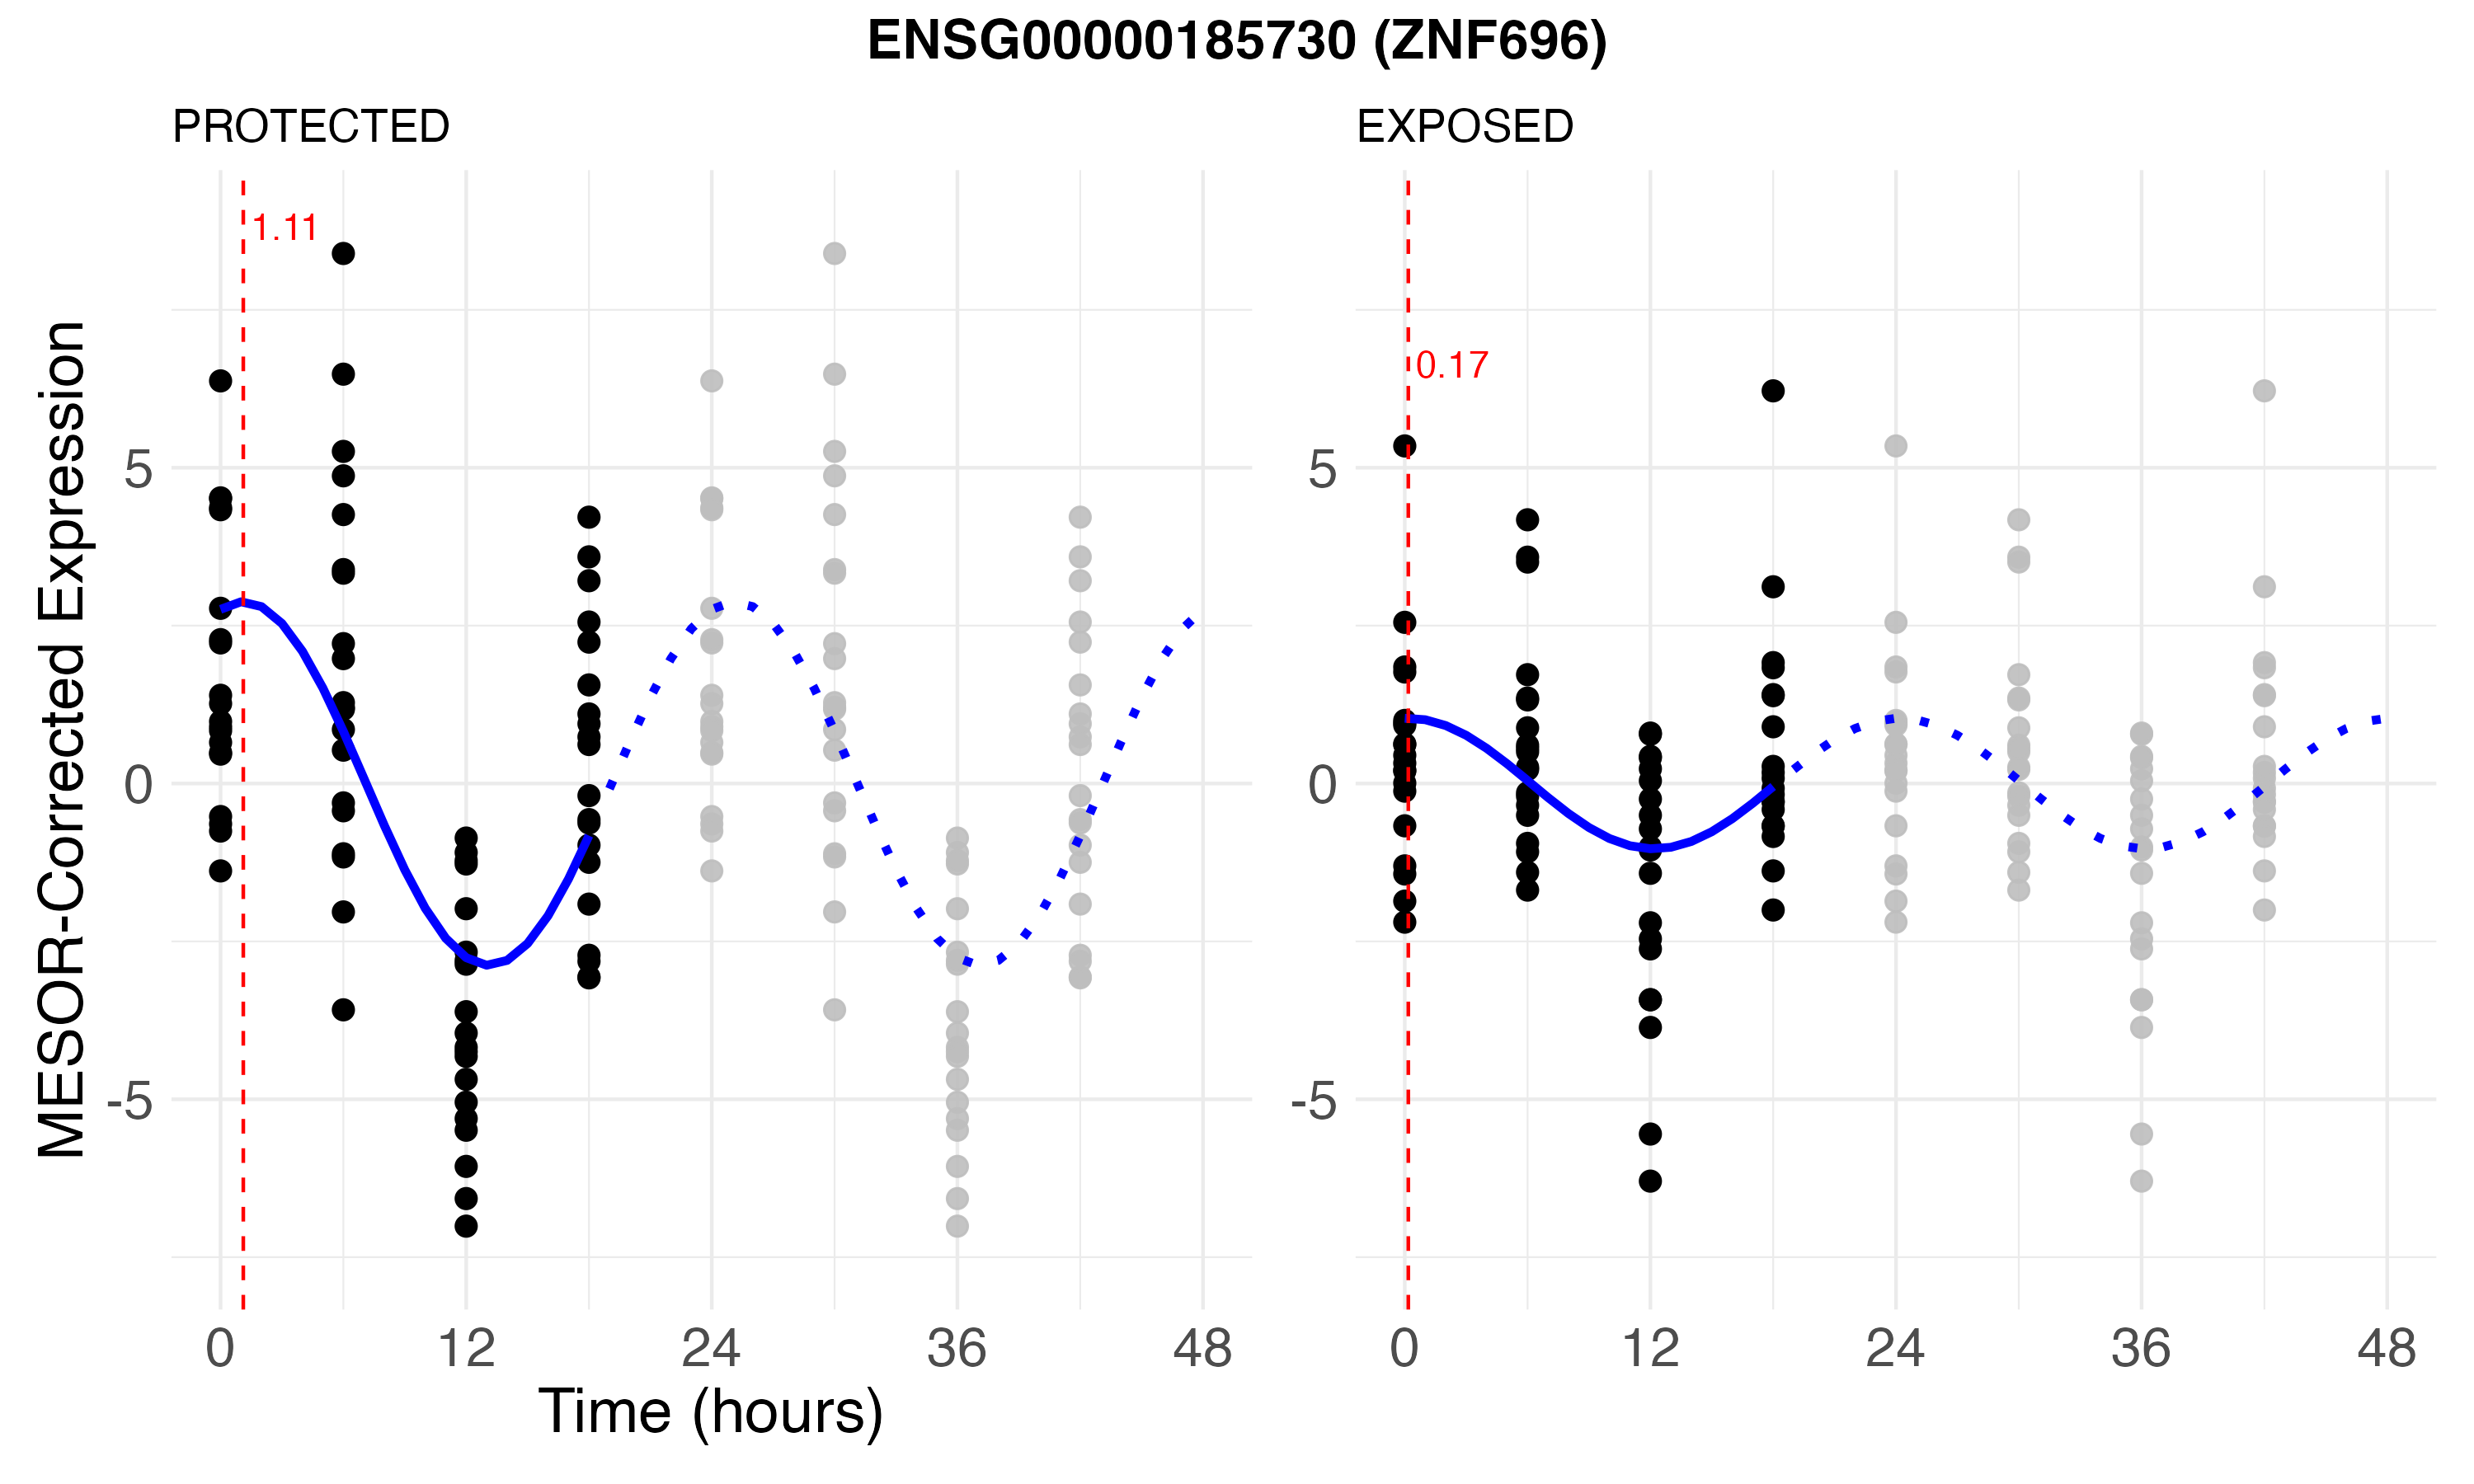 ENSG00000185730 (ZNF696)
PROTECTED
EXPOSED
MESOR-Corrected Expression
1.11
0.17
5
0
-5
5
0
-5
0 12 24 36 48
0 12 24 36 48
Time (hours)